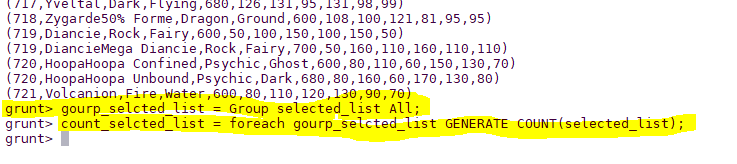 (717,Yveltal,Dark,Flying,680,126,131,95,131,98,99)
(718,Zygarde50% Forme,Dragon,Ground,600,108,100,121,81,95,95)
(719,Diancie,Rock,Fairy,600,50,100,150,100,150,50)
(719,DiancieMega Diancie,Rock,Fairy,700,50,160,110,160,110,110)
(720,HoopaHoopa Confined,Psychic,Ghost,600,80,110,60,150,130,70)
(720,HoopaHoopa Unbound,Psychic,Dark,680,80,160,60,170,130,80)
(721,Volcanion,Fire,Water,600,80,110,120,130,90,70)
grunt> gourp_selcted_list = Group selected_list All;
grunt> count_selcted_list = foreach gourp_selcted_list GENERATE COUNT(selected_list);
grunt>